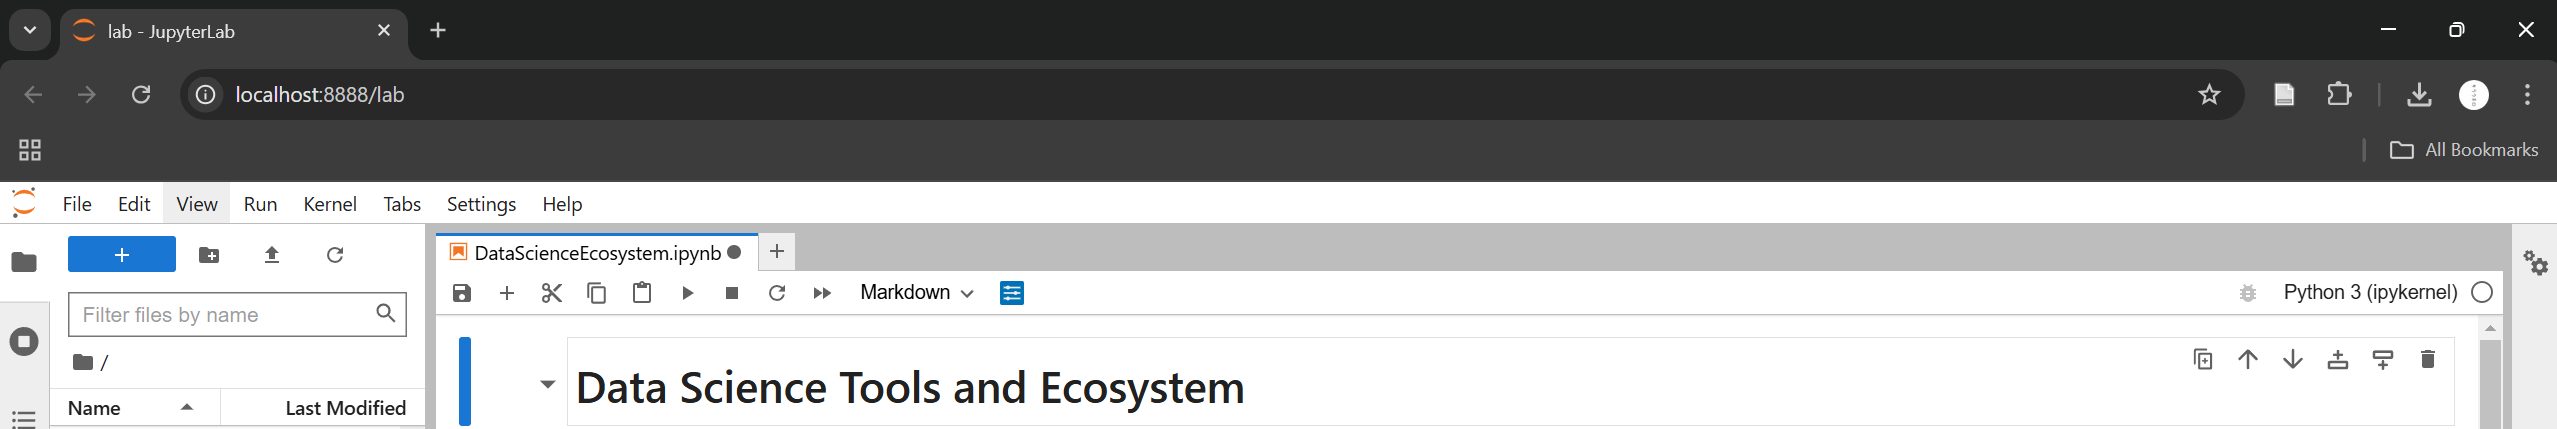 lab - JupyterLab
localhost:8888/lab
All Bookmarks
File Edit View Run Kernel Tabs Settings Help
DataScienceEcosystem.ipynb
Markdown
Python 3 (ipykernel)
Filter files by name
/
Name
Last Modified
Data Science Tools and Ecosystem